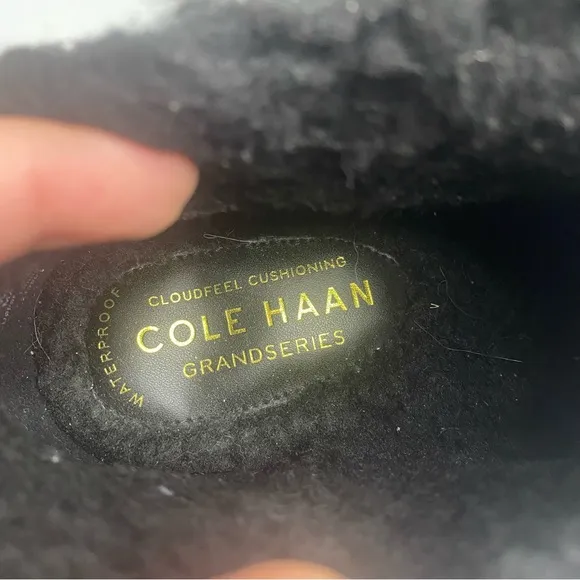 CLOUDFEEL CUSHIONING
COLE HAAN
GRANDSERIES
WATERPROOF